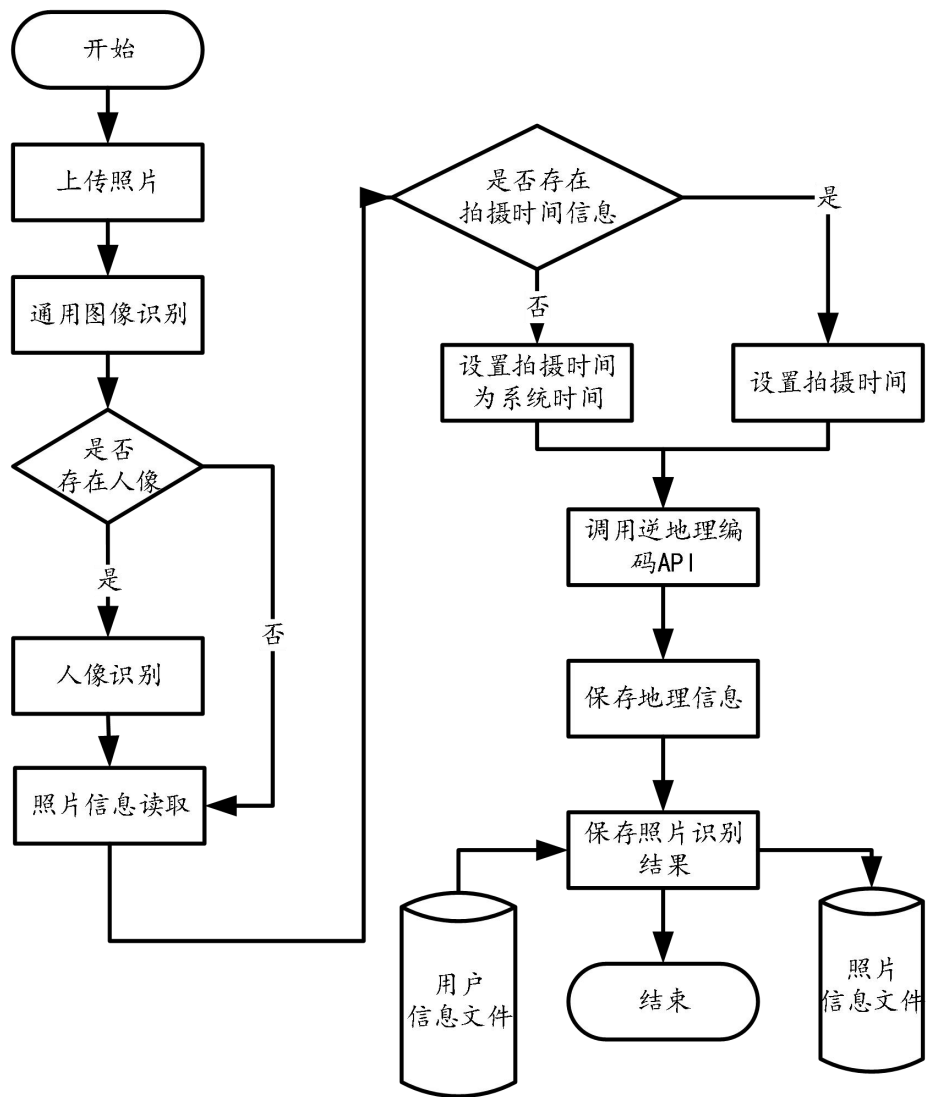 开始
上传照片
通用图像识别
是否
存在人像
是
否
人像识别
照片信息读取
是否存在
拍摄时间信息
是
否
设置拍摄时间
为系统时间
设置拍摄时间
调用逆地理编
码API
保存地理信息
保存照片识别
结果
用户
信息文件
结束
照片
信息文件